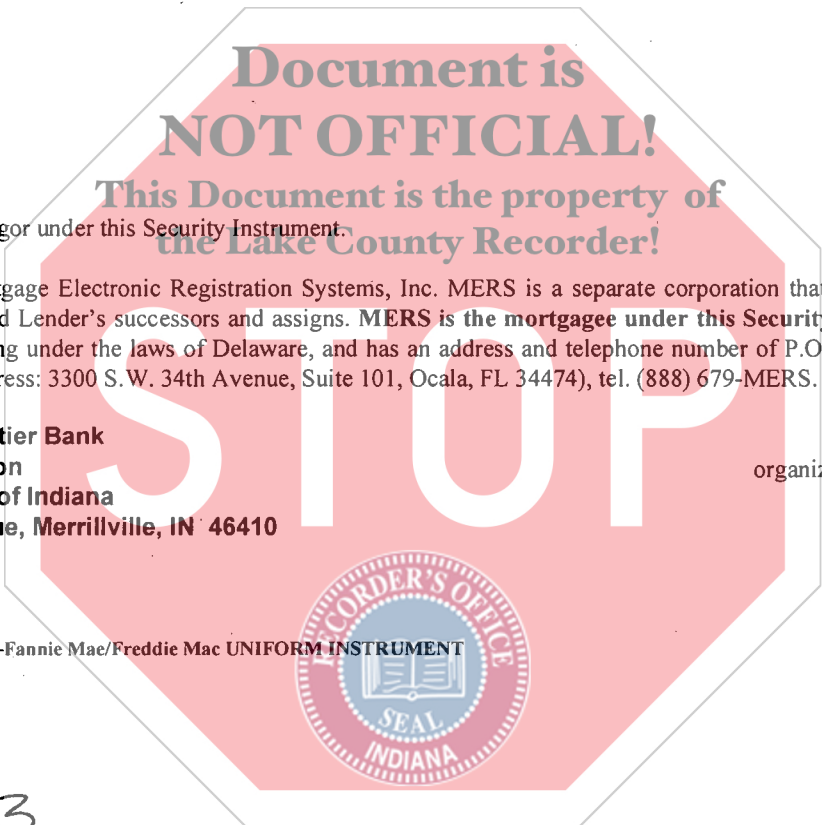 Document is
NOT OFFICIAL!
This Document is the property of
the Lake County Recorder!
gor under this Security Instrument.
gage Electronic Registration Systems, Inc. MERS is a separate corporation tha
d Lender's successors and assigns. MERS is the mortgagee under this Securit
ng under the laws of Delaware, and has an address and telephone number of P.O
ress: 3300 S.W. 34th Avenue, Suite 101, Ocala, FL 34474), tel. (888) 679-MERS.
STOP
tier Bank
on
organiz
of Indiana
ue, Merrillville, IN 46410
RECORDER'S OFFICE
SEAL
INDIANA
-Fannie Mae/Freddie Mac UNIFORM INSTRUMENT
3